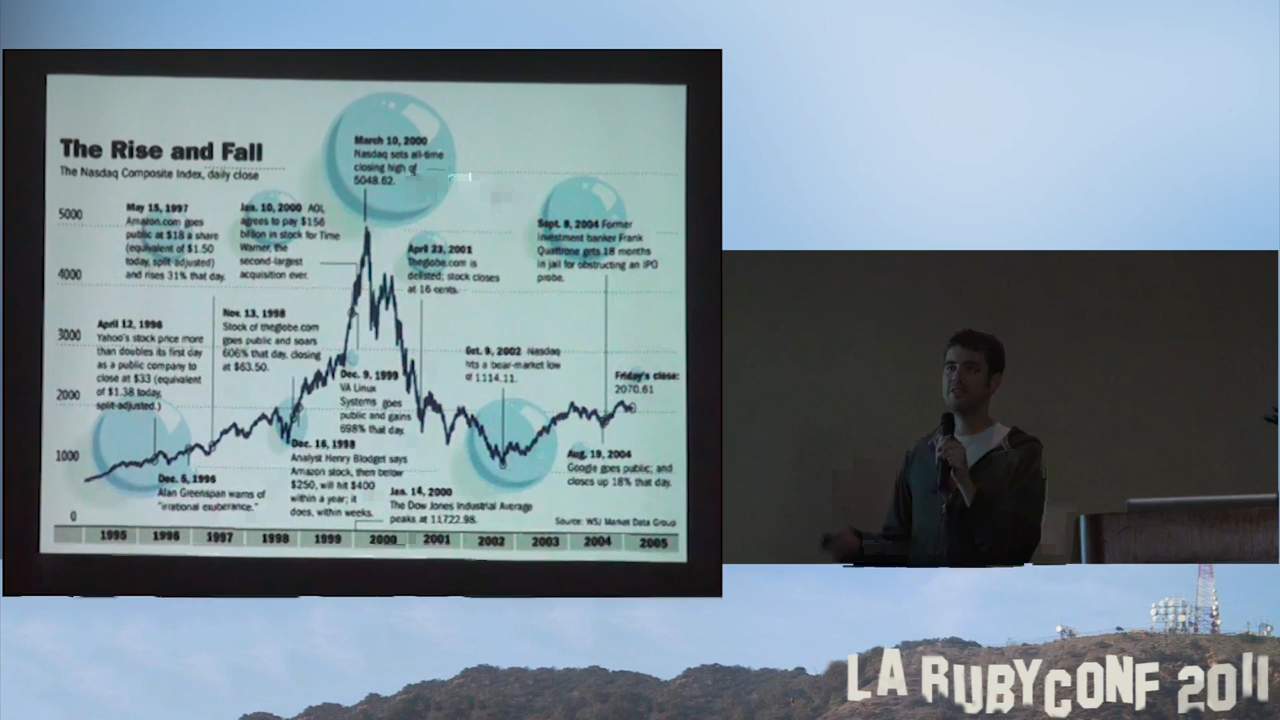 The Rise and Fall
The Nasdaq Composite Index, daily close
March 10, 2000
Nasdaq sets all-time
closing high of
5048.62.
May 15, 1997
Amazon.com goes
public at $18 a share
(equivalent of $1.50
today, split-adjusted)
and rises 31% that day.
Jan. 10, 2000 AOL
agrees to pay $156
billion in stock for Time
Warner, the
second-largest
acquisition ever.
April 23, 2001
Theglobe.com is
delisted; stock closes
at 16 cents.
Sept. 8, 2004 Former
investment banker Frank
Quattrone gets 18 months
in jail for obstructing an IPO
probe.
April 12, 1996
Yahoo's stock price more
than doubles its first day
as a public company to
close at $33 (equivalent
of $1.38 today,
split-adjusted.)
Nov. 13, 1998
Stock of theglobe.com
goes public and soars
606% that day, closing
at $63.50.
Dec. 9, 1999
VA Linux
Systems goes
public and gains
698% that day.
Oct. 9, 2002 Nasdaq
hits a bear-market low
of 1114.11.
Friday's close:
2070.61
Dec. 5, 1996
Alan Greenspan warns of
"irrational exuberance."
Dec. 16, 1998
Analyst Henry Blodget says
Amazon stock, then below
$250, will hit $400
within a year; it
does, within weeks.
Jan. 14, 2000
The Dow Jones Industrial Average
peaks at 11722.98.
Aug. 19, 2004
Google goes public; and
closes up 18% that day.
Source: WSJ Market Data Group
5000
4000
3000
2000
1000
0
1995 1996 1997 1998 1999 2000 2001 2002 2003 2004 2005
LA RUBYCONF 2011